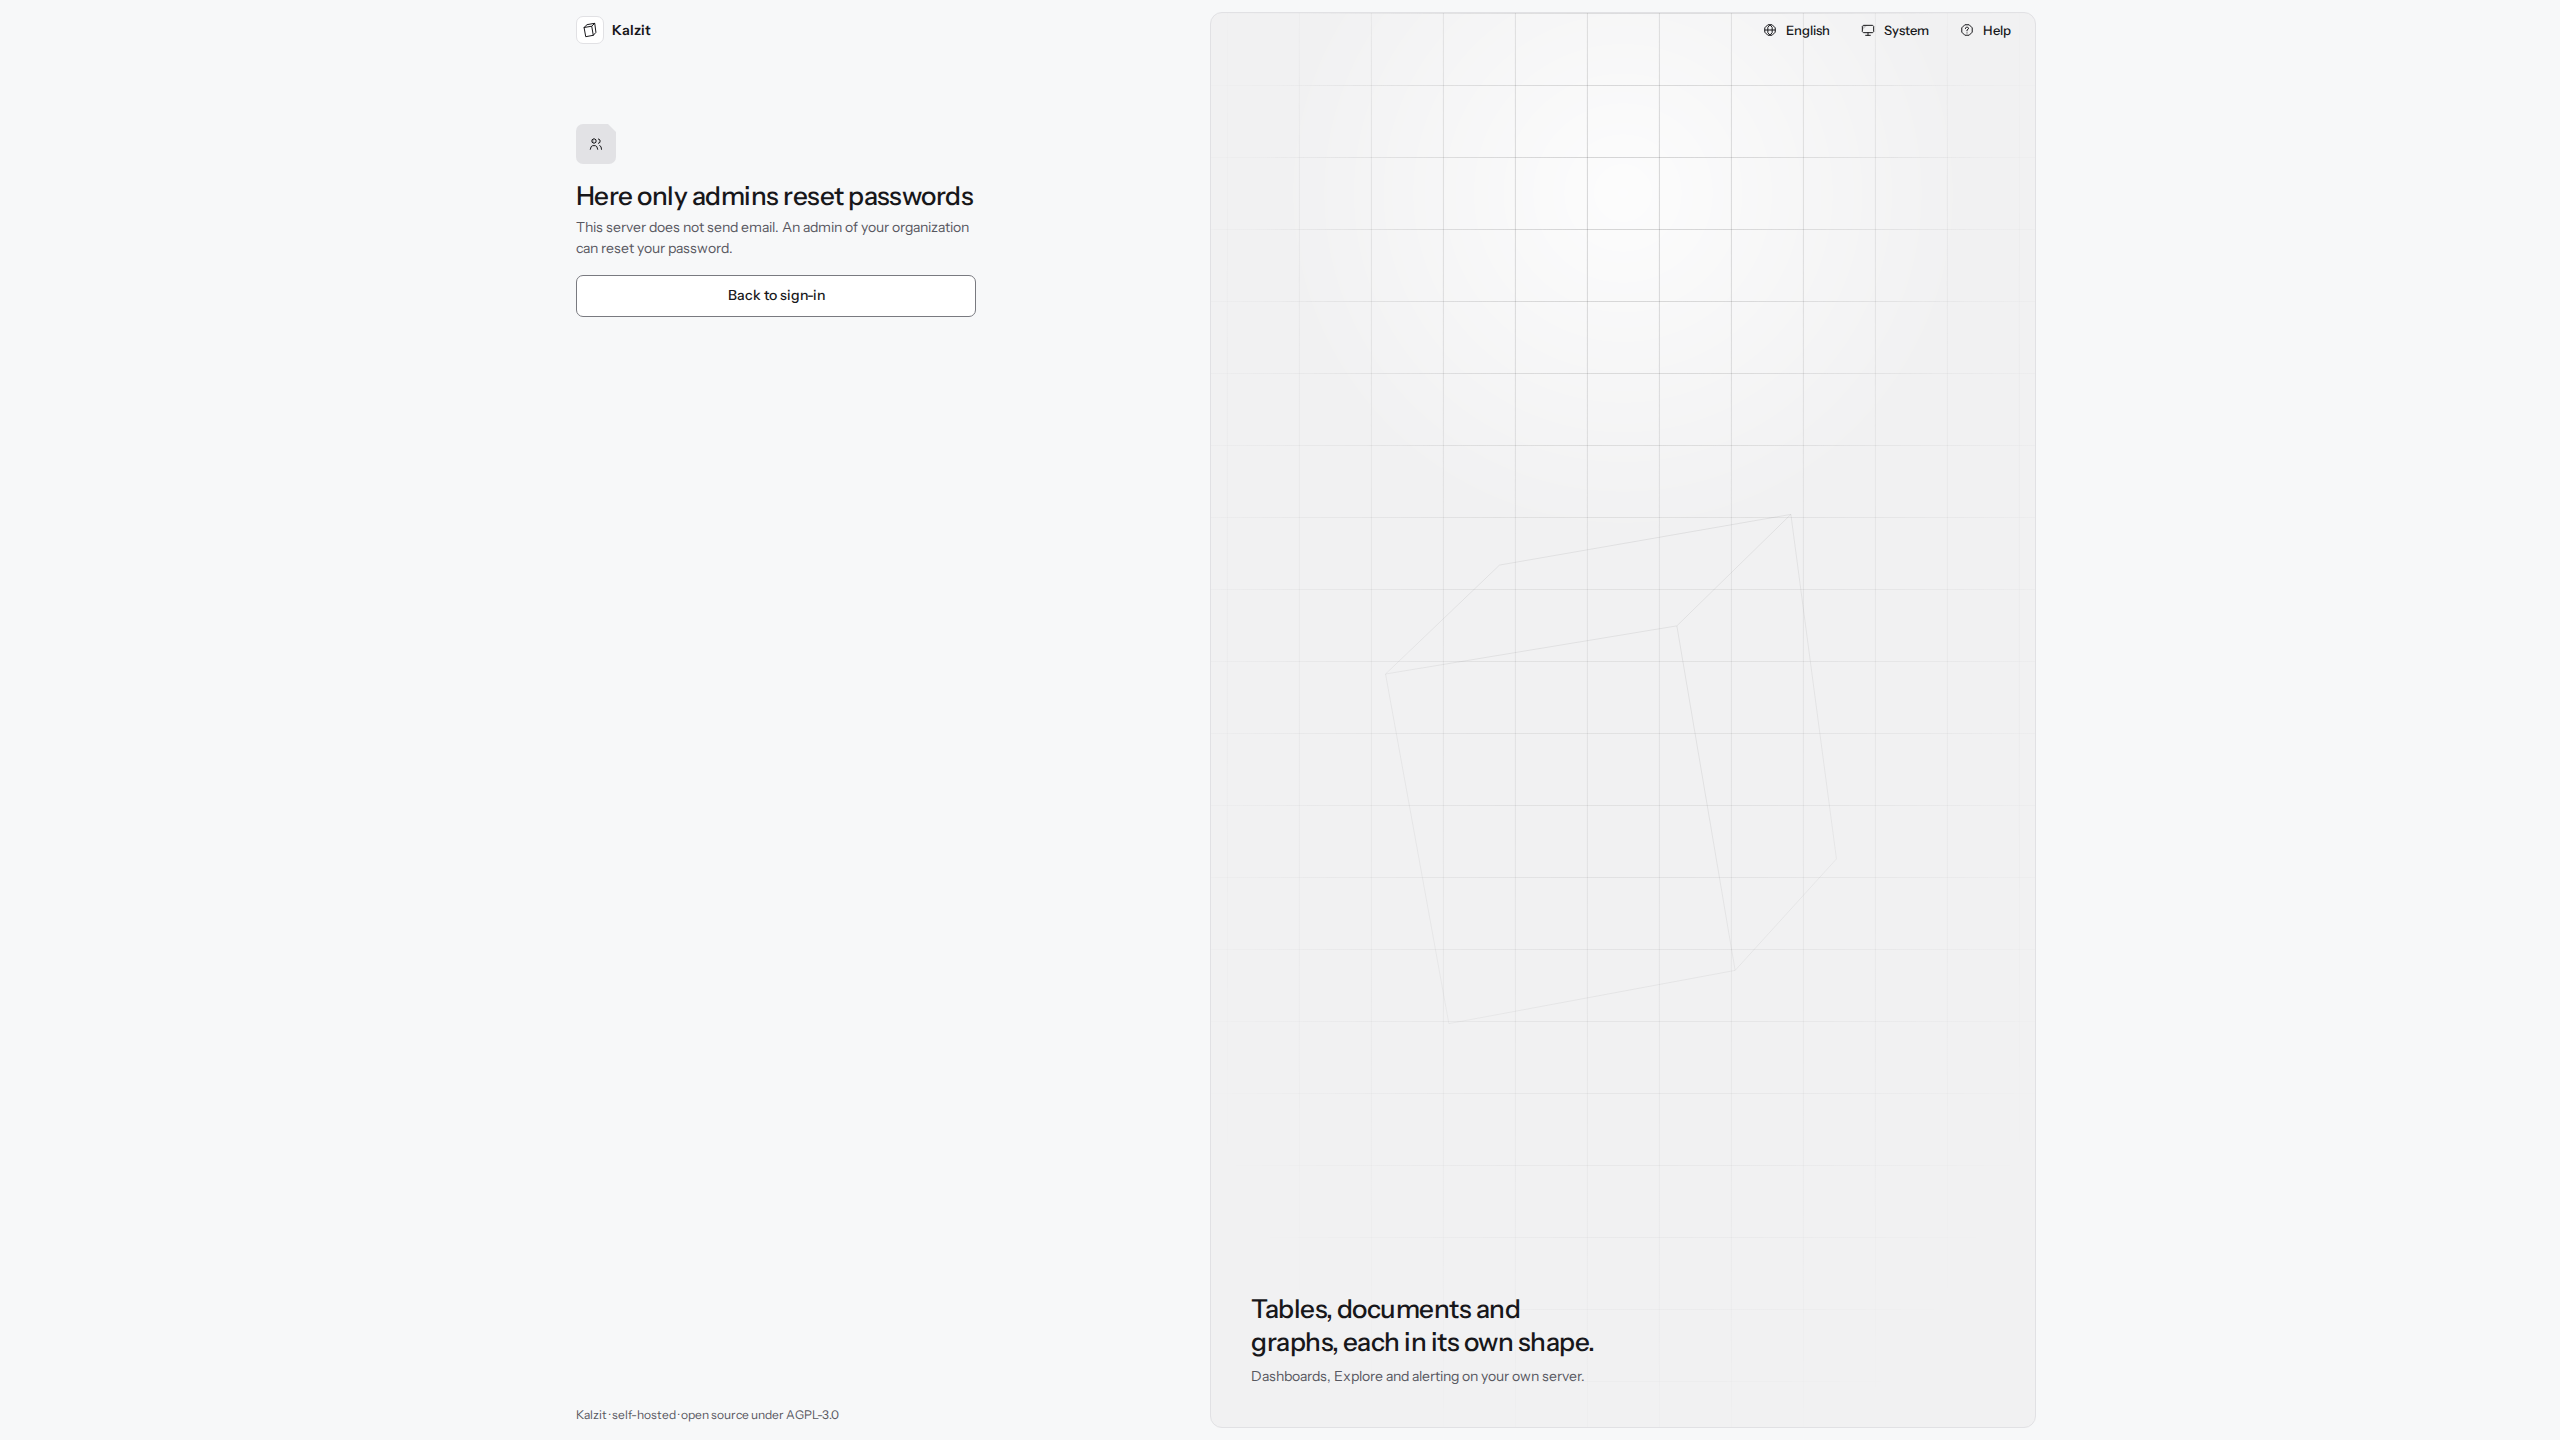 Kalzit
English
System
Help
Here only admins reset passwords
This server does not send email. An admin of your organization
can reset your password.
Back to sign-in
Tables, documents and
graphs, each in its own shape.
Dashboards, Explore and alerting on your own server.
Kalzit · self-hosted · open source under AGPL-3.0